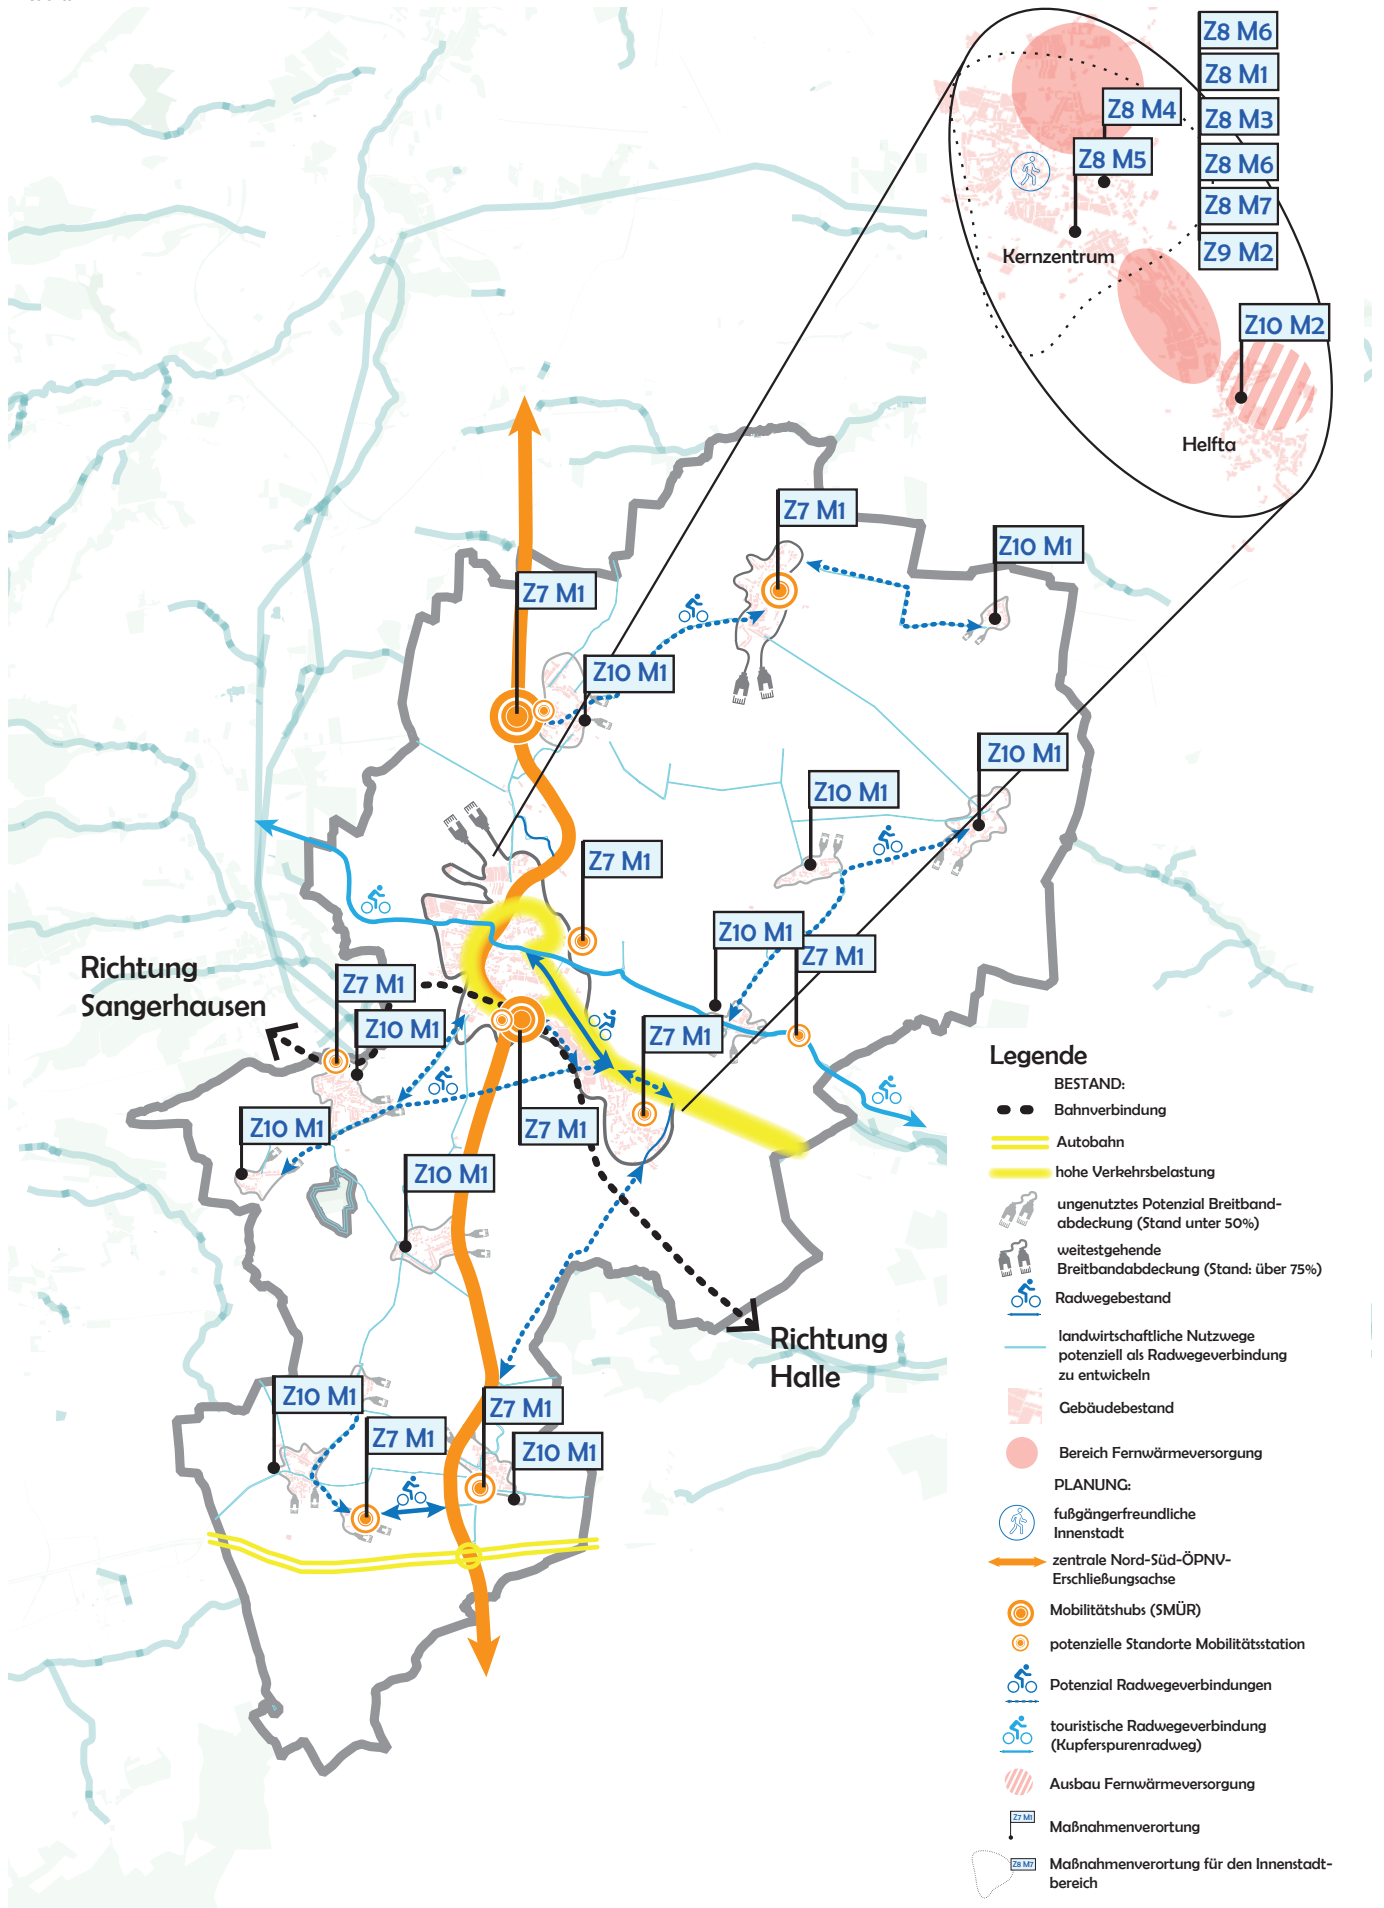 Z8 M6
Z8 M1
Z8 M4
Z8 M3
Z8 M5
Z8 M6
Z8 M7
Z9 M2
Kernzentrum
Z10 M2
Helfta
Z7 M1
Z10 M1
Z7 M1
Z10 M1
Z10 M1
Z10 M1
Z7 M1
Z10 M1
Z7 M1
Richtung
Sangerhausen
Z7 M1
Z10 M1
Z7 M1
Z10 M1
Z7 M1
Z10 M1
Richtung
Halle
Z10 M1
Z7 M1
Z7 M1
Z10 M1
Legende
BESTAND:
Bahnverbindung
Autobahn
hohe Verkehrsbelastung
ungenutztes Potenzial Breitband-
abdeckung (Stand unter 50%)
weitestgehende
Breitbandabdeckung (Stand: über 75%)
Radwegebestand
landwirtschaftliche Nutzwege
potenziell als Radwegeverbindung
zu entwickeln
Gebäudebestand
Bereich Fernwärmeversorgung
PLANUNG:
fußgängerfreundliche
Innenstadt
zentrale Nord-Süd-ÖPNV-
Erschließungsachse
Mobilitätshubs (SMÜR)
potenzielle Standorte Mobilitätsstation
Potenzial Radwegeverbindungen
touristische Radwegeverbindung
(Kupferspurenradweg)
Ausbau Fernwärmeversorgung
Z7 M1
Maßnahmenverortung
Z8 M7
Maßnahmenverortung für den Innenstadt-
bereich